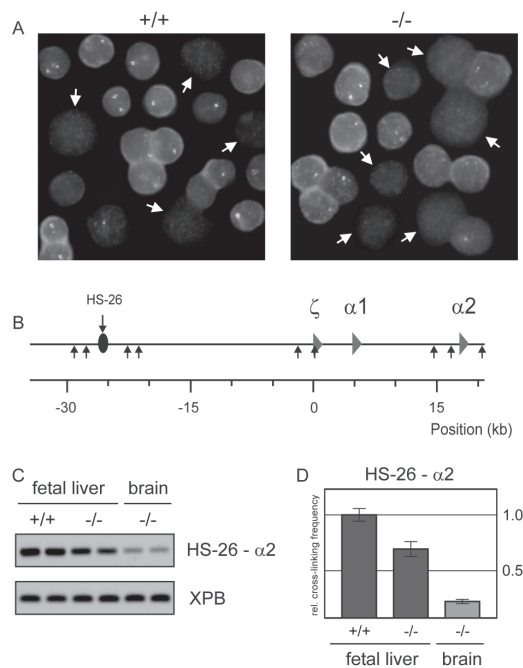 A
+/+
-/-
B
HS-26
ζ
α1
α2
-30
-15
0
15
Position (kb)
C
fetal liver
brain
+/+
-/-
-/-
HS-26 - α2
XPB
D
HS-26 - α2
rel. cross-linking frequency
1.0
0.5
+/+
-/-
-/-
fetal liver
brain